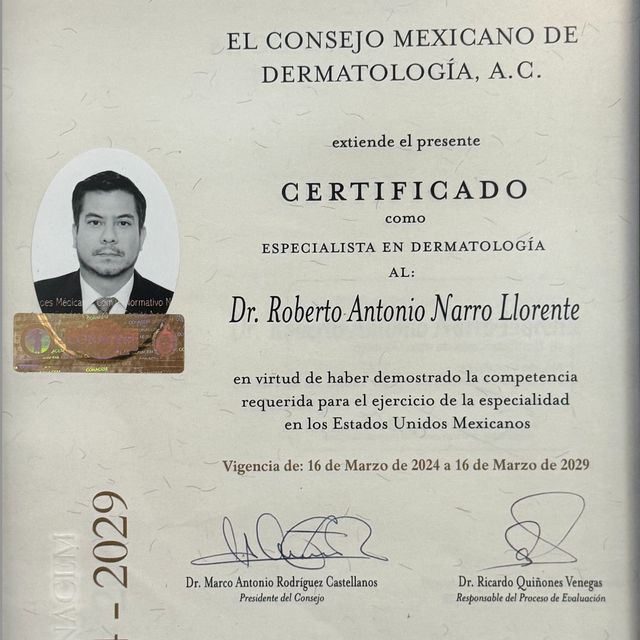 EL CONSEJO MEXICANO DE
DERMATOLOGÍA, A.C.
extiende el presente
CERTIFICADO
como
ESPECIALISTA EN DERMATOLOGÍA
AL:
Dr. Roberto Antonio Narro Llorente
en virtud de haber demostrado la competencia
requerida para el ejercicio de la especialidad
en los Estados Unidos Mexicanos
Vigencia de: 16 de Marzo de 2024 a 16 de Marzo de 2029
Dr. Marco Antonio Rodríguez Castellanos
Presidente del Consejo
Dr. Ricardo Quiñones Venegas
Responsable del Proceso de Evaluación
Normativo
CONACEM
- 2029